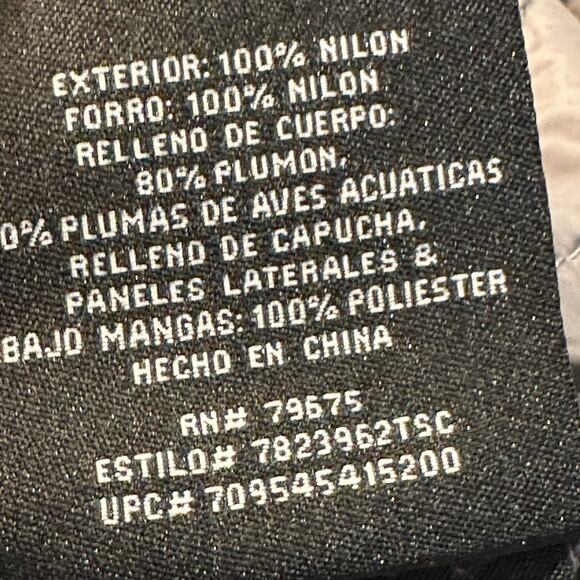 EXTERIOR: 100% NILON
FORRO: 100% NILON
RELLENO DE CUERPO:
80% PLUMON,
0% PLUMAS DE AVES ACUATICAS
RELLENO DE CAPUCHA,
PANELES LATERALES &
BAJO MANGAS: 100% POLIESTER
HECHO EN CHINA
RN# 79675
ESTILO# 7823962TSC
UPC# 709545415200